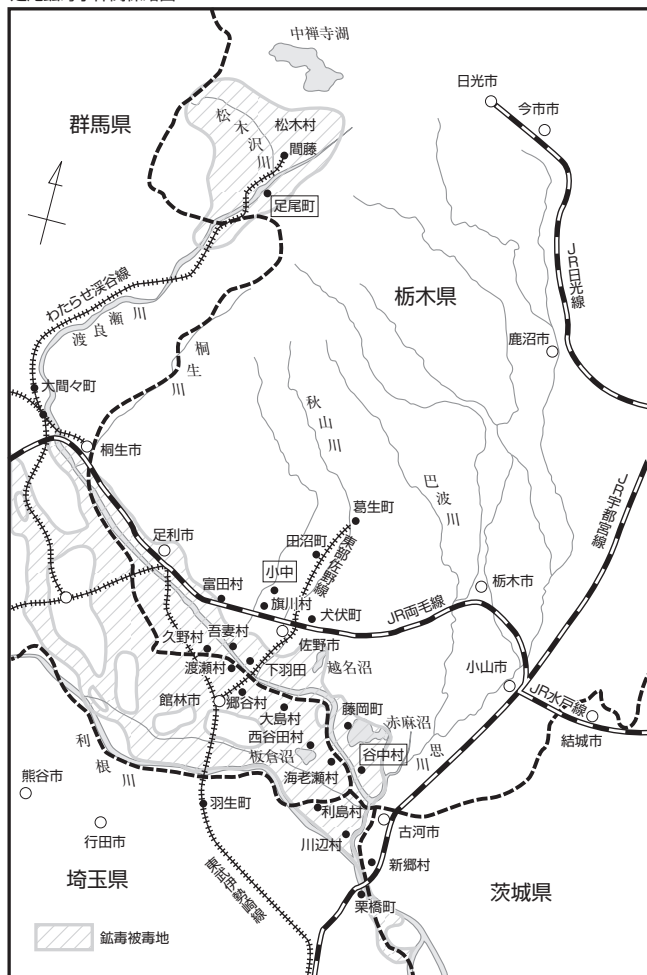 中禅寺湖
日光市
今市市
群馬県
松木沢川
松木村
間藤
足尾町
JR日光線
わたらせ渓谷線
渡良瀬川
栃木県
桐生川
鹿沼市
大間々町
秋山川
桐生市
巴波川
JR宇都宮線
葛生町
足利市
田沼町
東部佐野線
小中
栃木市
富田村
旗川村
犬伏町
JR両毛線
久野村
吾妻村
佐野市
渡瀬村
下羽田
越名沼
小山市
JR水戸線
館林市
郷谷村
藤岡町
赤麻沼
大島村
結城市
西谷田村
思川
利根川
板倉沼
谷中村
海老瀬村
熊谷市
羽生町
利島村
古河市
行田市
川辺村
新郷村
埼玉県
東武伊勢崎線
茨城県
栗橋町
鉱毒被毒地